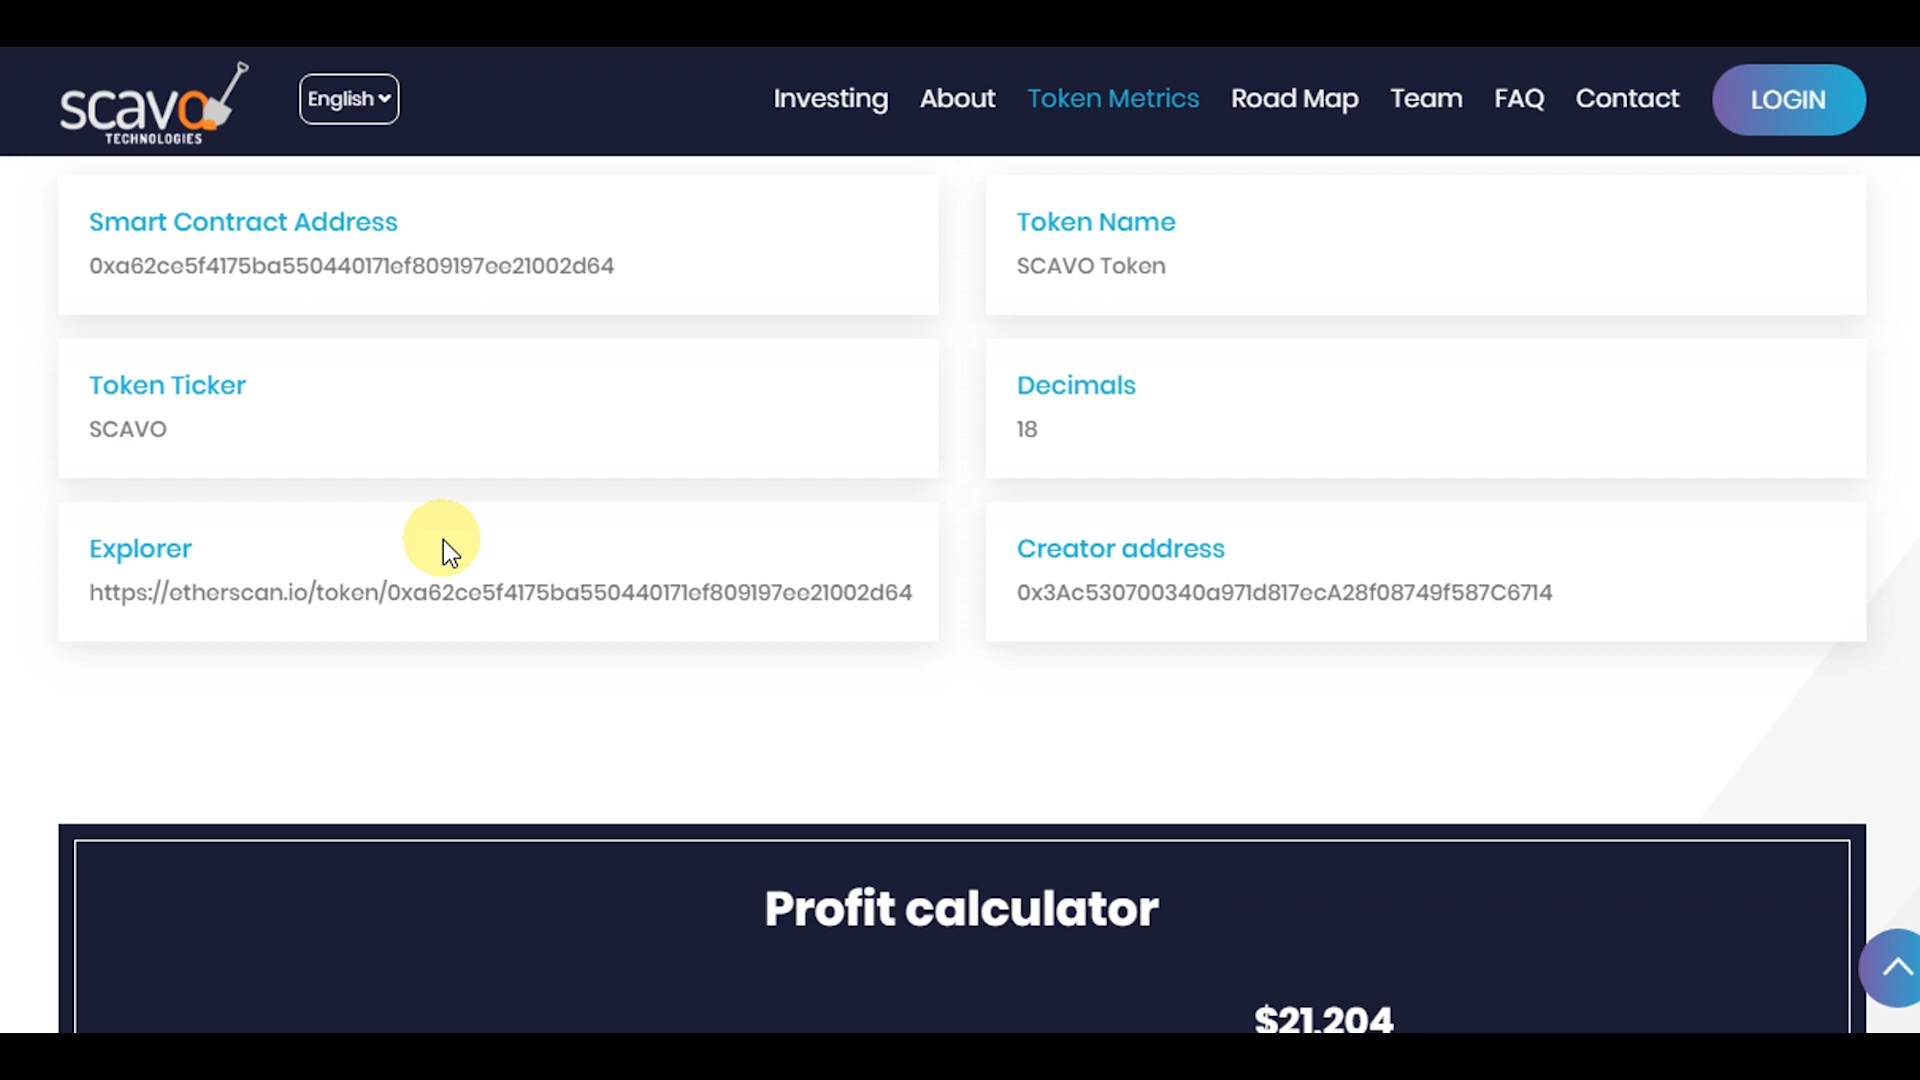 scavo
TECHNOLOGIES
English
Investing
About
Token Metrics
Road Map
Team
FAQ
Contact
LOGIN
Smart Contract Address
0xa62ce5f4175ba550440171ef809197ee21002d64
Token Name
SCAVO Token
Token Ticker
SCAVO
Decimals
18
Explorer
https://etherscan.io/token/0xa62ce5f4175ba550440171ef809197ee21002d64
Creator address
0x3Ac530700340a971d817ecA28f08749f587C6714
Profit calculator
$21,204